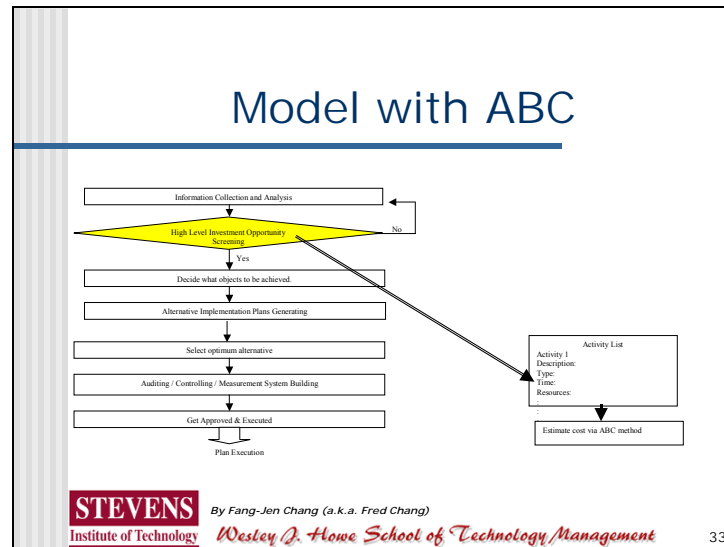 Model with ABC
Information Collection and Analysis
High Level Investment Opportunity
Screening
No
Yes
Decide what objects to be achieved.
Alternative Implementation Plans Generating
Select optimum alternative
Auditing / Controlling / Measurement System Building
Get Approved & Executed
Plan Execution
Activity List
Activity 1
Description:
Type:
Time:
Resources:
:
:
Estimate cost via ABC method
STEVENS
Institute of Technology
By Fang-Jen Chang (a.k.a. Fred Chang)
Wesley J. Howe School of Technology Management
33